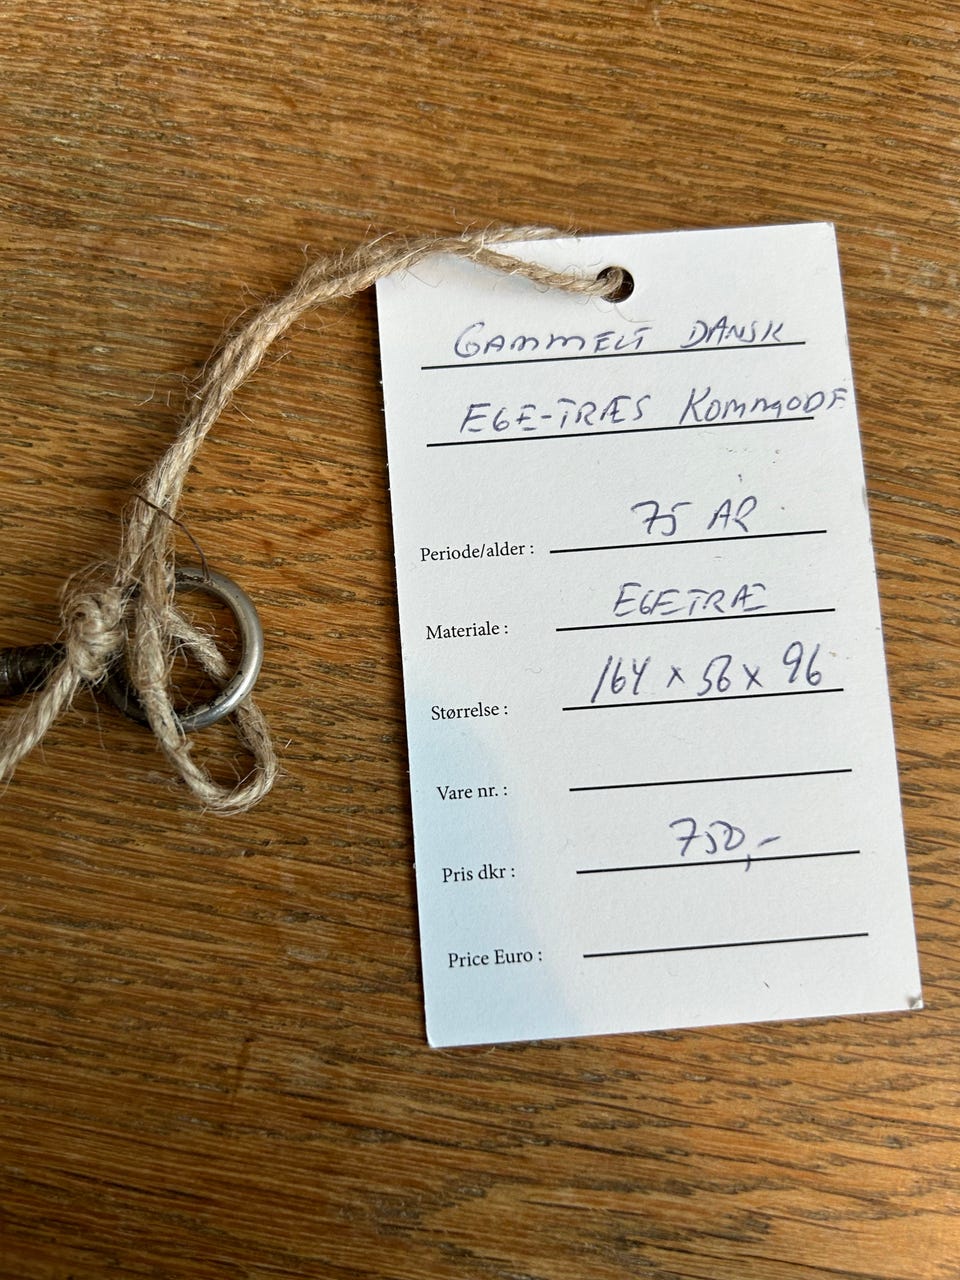 GAMMELT DANSK
EGE-TRÆS KOMMODE
Periode/alder : 75 ÅR
Materiale : EGETRÆ
Størrelse : 164 x 56 x 96
Vare nr. :
Pris dkr : 750,-
Price Euro :